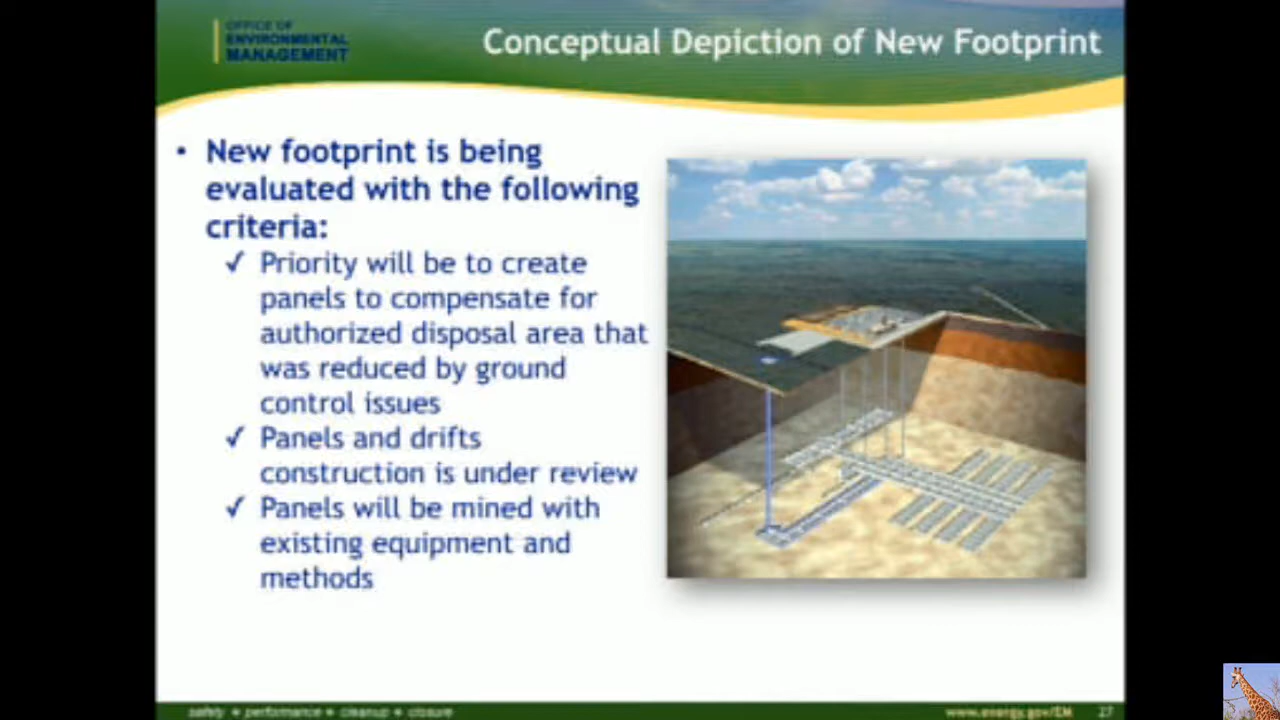 OFFICE OF
ENVIRONMENTAL
MANAGEMENT
Conceptual Depiction of New Footprint
• New footprint is being
evaluated with the following
criteria:
✓ Priority will be to create
panels to compensate for
authorized disposal area that
was reduced by ground
control issues
✓ Panels and drifts
construction is under review
✓ Panels will be mined with
existing equipment and
methods
safety • performance • cleanup • closure
www.energy.gov/EM 27